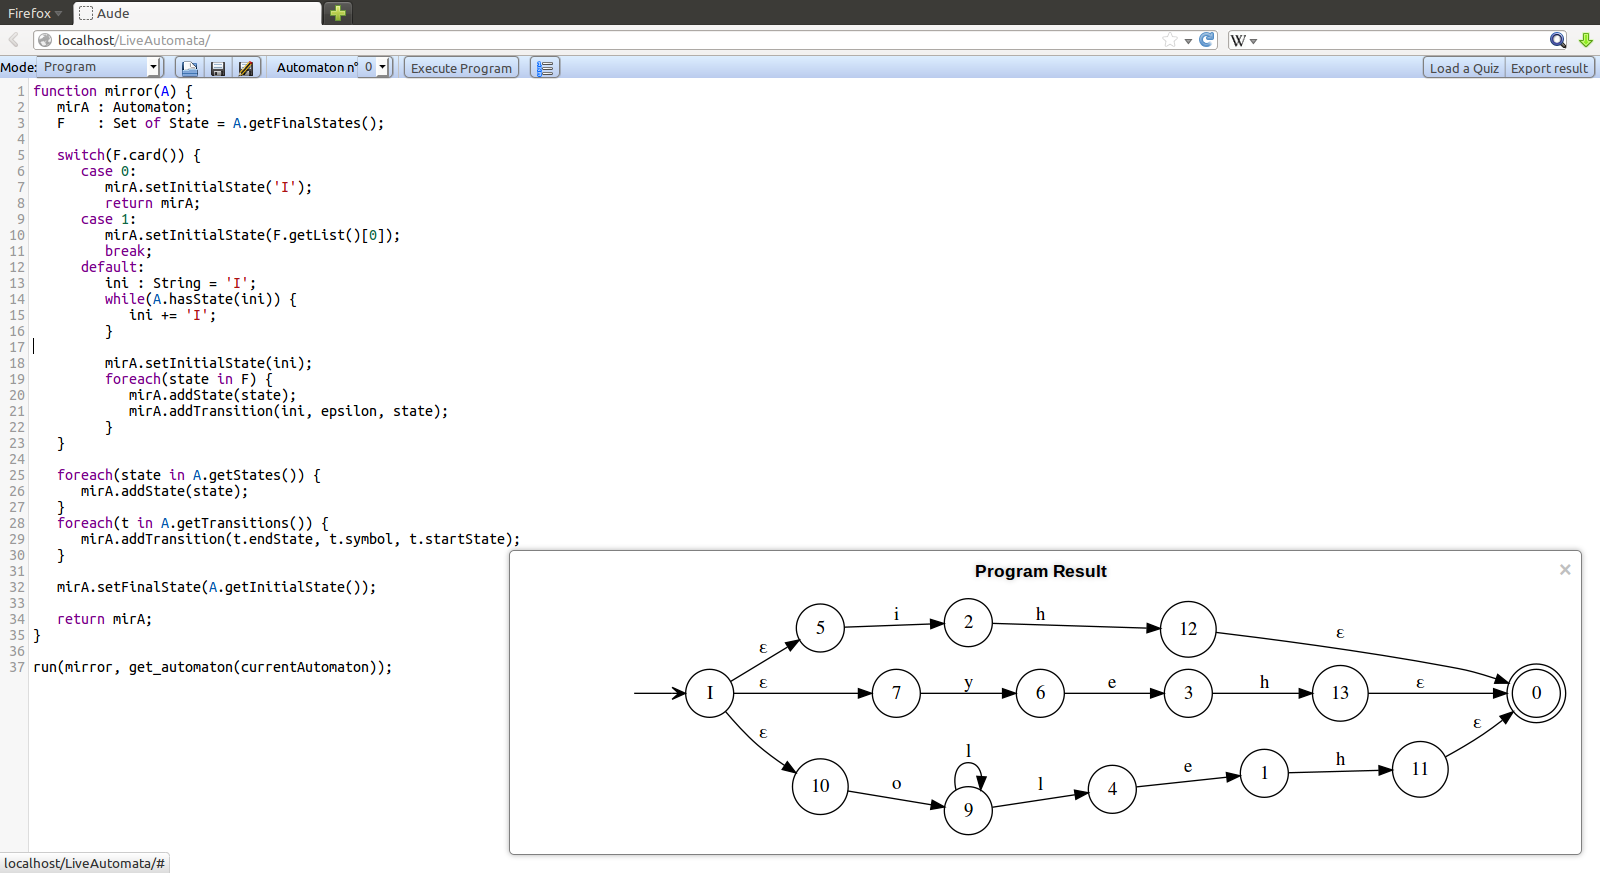 Firefox
Aude
localhost/LiveAutomata/
W
Mode: Program
Automaton n° 0
Execute Program
Load a Quiz
Export result
1 function mirror(A) {
2    mirA : Automaton;
3    F    : Set of State = A.getFinalStates();
4
5    switch(F.card()) {
6       case 0:
7          mirA.setInitialState('I');
8          return mirA;
9       case 1:
10          mirA.setInitialState(F.getList()[0]);
11          break;
12       default:
13          ini : String = 'I';
14          while(A.hasState(ini)) {
15             ini += 'I';
16          }
17
18          mirA.setInitialState(ini);
19          foreach(state in F) {
20             mirA.addState(state);
21             mirA.addTransition(ini, epsilon, state);
22          }
23    }
24
25    foreach(state in A.getStates()) {
26       mirA.addState(state);
27    }
28    foreach(t in A.getTransitions()) {
29       mirA.addTransition(t.endState, t.symbol, t.startState);
30    }
31
32    mirA.setFinalState(A.getInitialState());
33
34    return mirA;
35 }
36
37 run(mirror, get_automaton(currentAutomaton));
Program Result
×
ε 5 i 2 h 12 ε
I ε 7 y 6 e 3 h 13 ε 0
ε 10 o l 9 l 4 e 1 h 11 ε
localhost/LiveAutomata/#